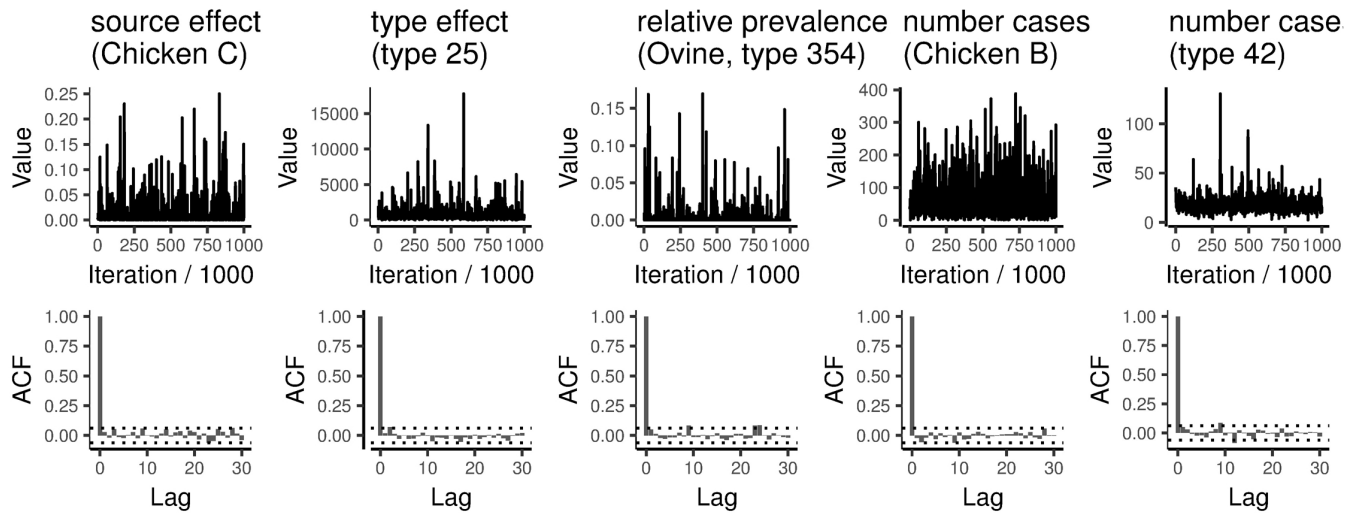 source effect
(Chicken C)
type effect
(type 25)
relative prevalence
(Ovine, type 354)
number cases
(Chicken B)
number case
(type 42)
Value
0.25
0.20
0.15
0.10
0.05
0.00
0 250 500 750 1000
Iteration / 1000
Value
15000
10000
5000
0
0 250 500 750 1000
Iteration / 1000
Value
0.15
0.10
0.05
0.00
0 250 500 750 1000
Iteration / 1000
Value
400
300
200
100
0
0 250 500 750 1000
Iteration / 1000
Value
100
50
0
0 250 500 750 1000
Iteration / 1000
ACF
1.00
0.75
0.50
0.25
0.00
0 10 20 30
Lag
ACF
1.00
0.75
0.50
0.25
0.00
0 10 20 30
Lag
ACF
1.00
0.75
0.50
0.25
0.00
0 10 20 30
Lag
ACF
1.00
0.75
0.50
0.25
0.00
0 10 20 30
Lag
ACF
1.00
0.75
0.50
0.25
0.00
0 10 20 30
Lag